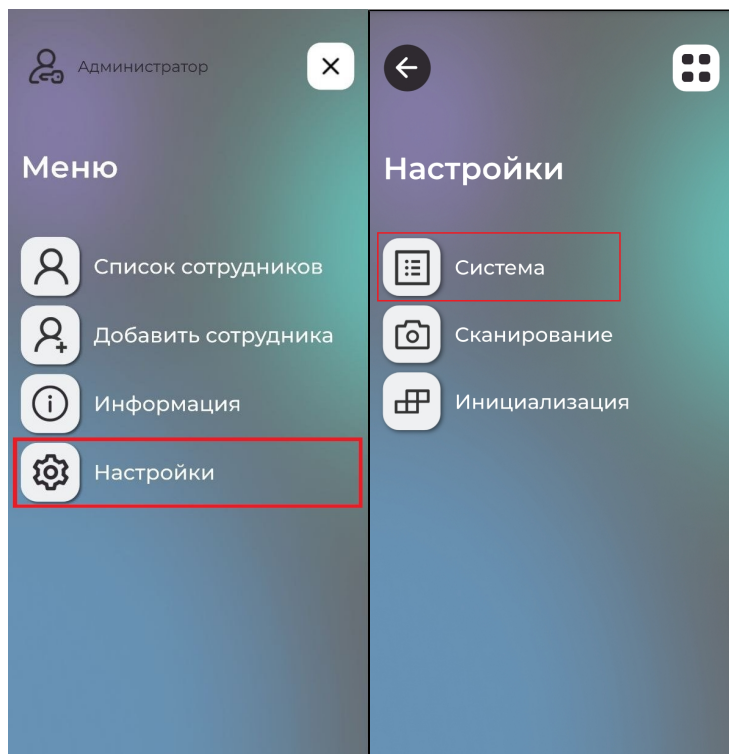 Администратор
Меню
Список сотрудников
Добавить сотрудника
Информация
Настройки
Настройки
Система
Сканирование
Инициализация